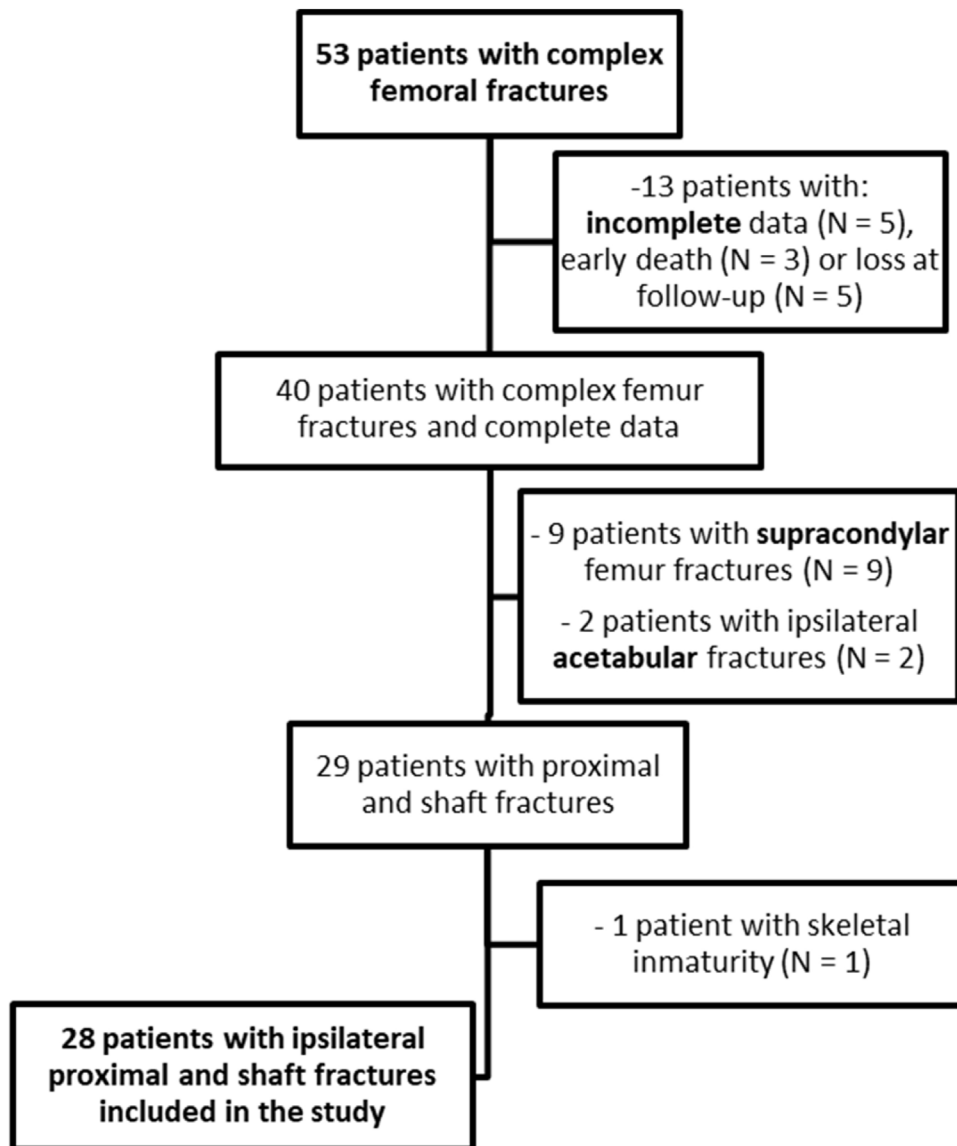 53 patients with complex
femoral fractures
-13 patients with:
incomplete data (N = 5),
early death (N = 3) or loss at
follow-up (N = 5)
40 patients with complex femur
fractures and complete data
- 9 patients with supracondylar
femur fractures (N = 9)
- 2 patients with ipsilateral
acetabular fractures (N = 2)
29 patients with proximal
and shaft fractures
- 1 patient with skeletal
inmaturity (N = 1)
28 patients with ipsilateral
proximal and shaft fractures
included in the study